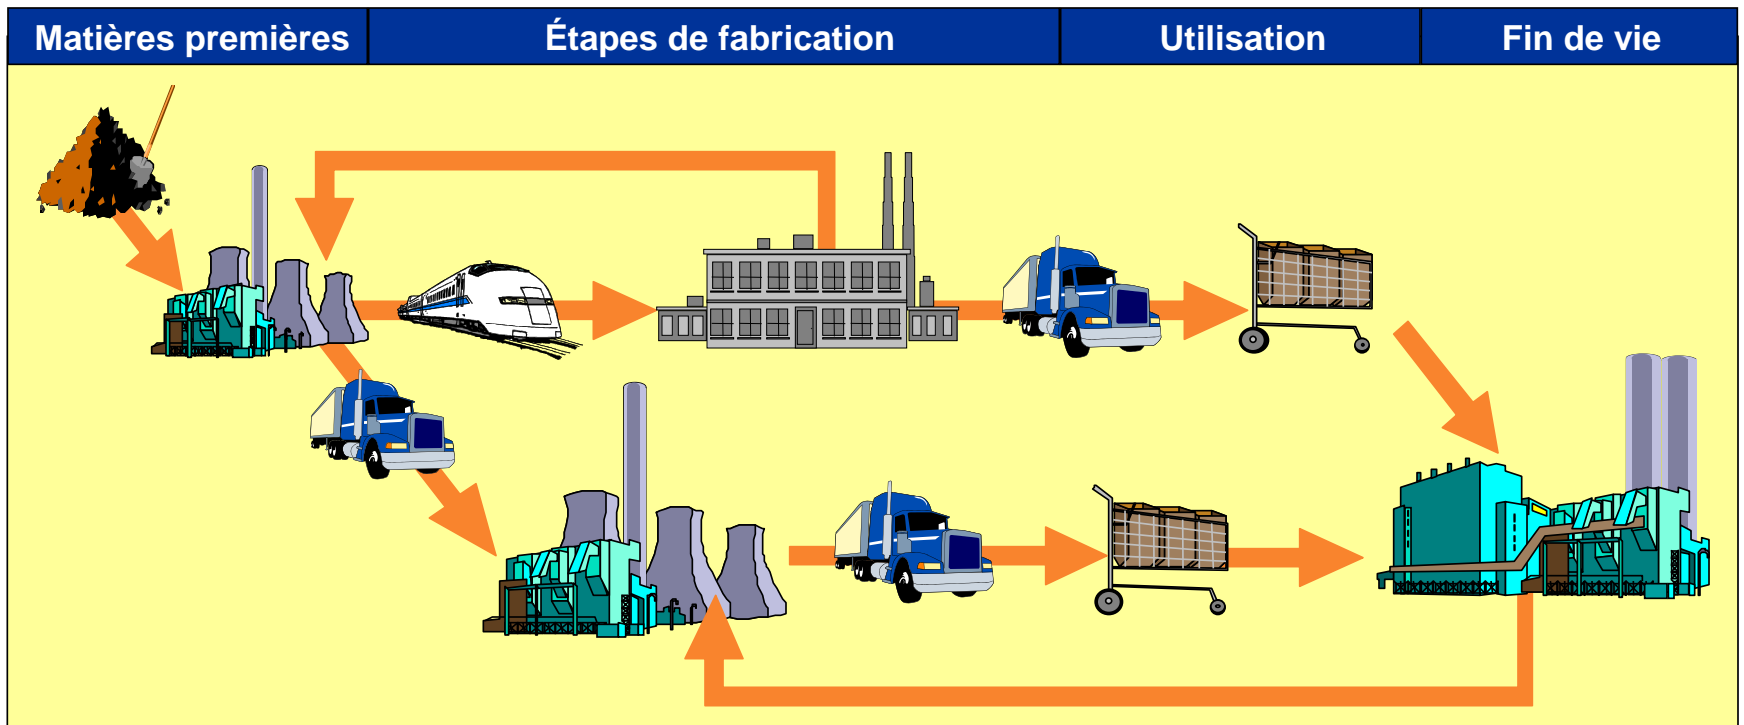 Matières premières
Étapes de fabrication
Utilisation
Fin de vie